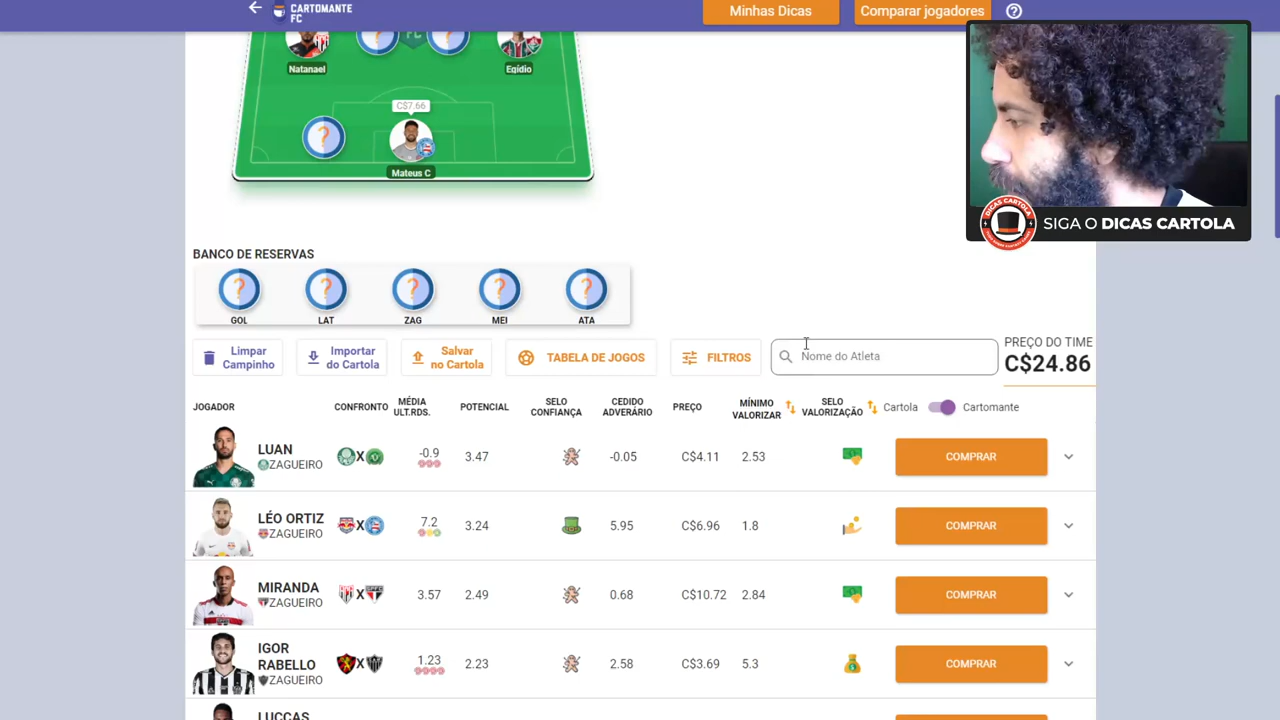 CARTOMANTE
FC
Minhas Dicas
Comparar jogadores
Natanael
Egídio
C$7.66
Mateus C
DICAS CARTOLA
SIGA O DICAS CARTOLA
BANCO DE RESERVAS
GOL
LAT
ZAG
MEI
ATA
Limpar
Campinho
Importar
do Cartola
Salvar
no Cartola
TABELA DE JOGOS
FILTROS
Nome do Atleta
PREÇO DO TIME
C$24.86
JOGADOR
CONFRONTO
MÉDIA
ULT.RDS.
POTENCIAL
SELO
CONFIANÇA
CEDIDO
ADVERÁRIO
PREÇO
MÍNIMO
VALORIZAR
SELO
VALORIZAÇÃO
Cartola
Cartomante
LUAN
ZAGUEIRO
X
-0.9
3.47
-0.05
C$4.11
2.53
COMPRAR
LÉO ORTIZ
ZAGUEIRO
X
7.2
3.24
5.95
C$6.96
1.8
COMPRAR
MIRANDA
ZAGUEIRO
X
3.57
2.49
0.68
C$10.72
2.84
COMPRAR
IGOR
RABELLO
ZAGUEIRO
X
1.23
2.23
2.58
C$3.69
5.3
COMPRAR
LUCCAS